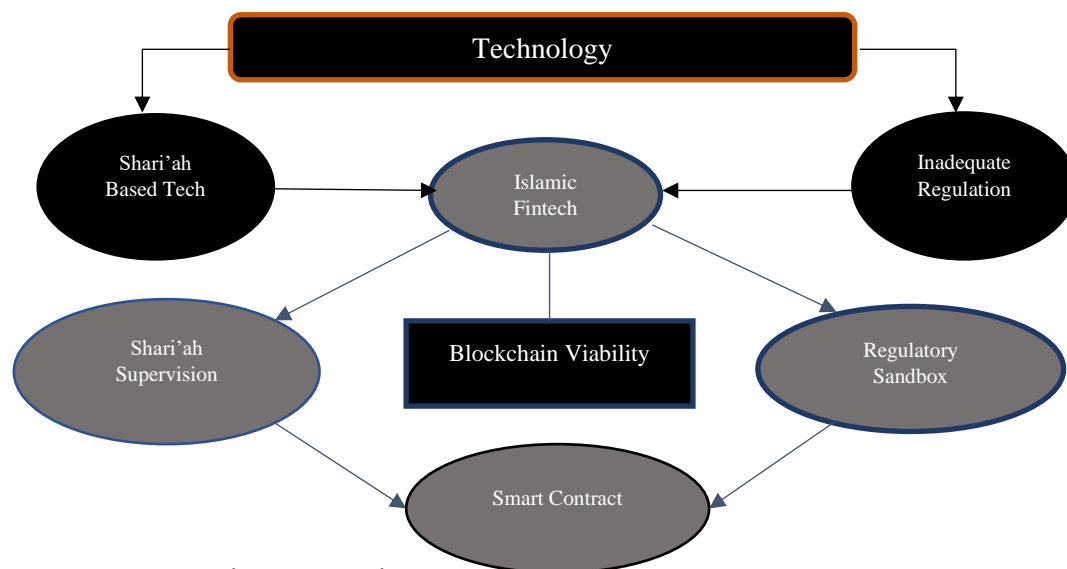 Technology
Shari’ah
Based Tech
Islamic
Fintech
Inadequate
Regulation
Shari’ah
Supervision
Blockchain Viability
Regulatory
Sandbox
Smart Contract